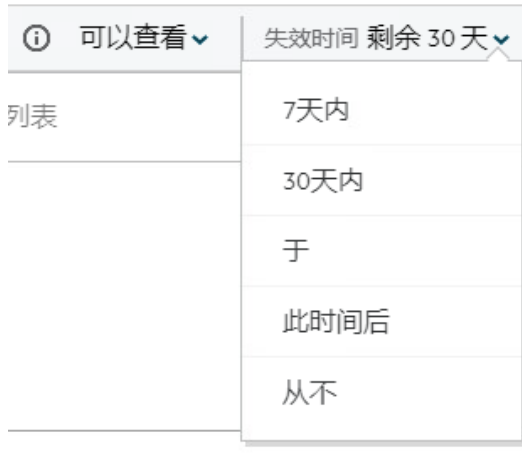 可以查看 失效时间 剩余 30 天
列表
7天内
30天内
于
此时间后
从不